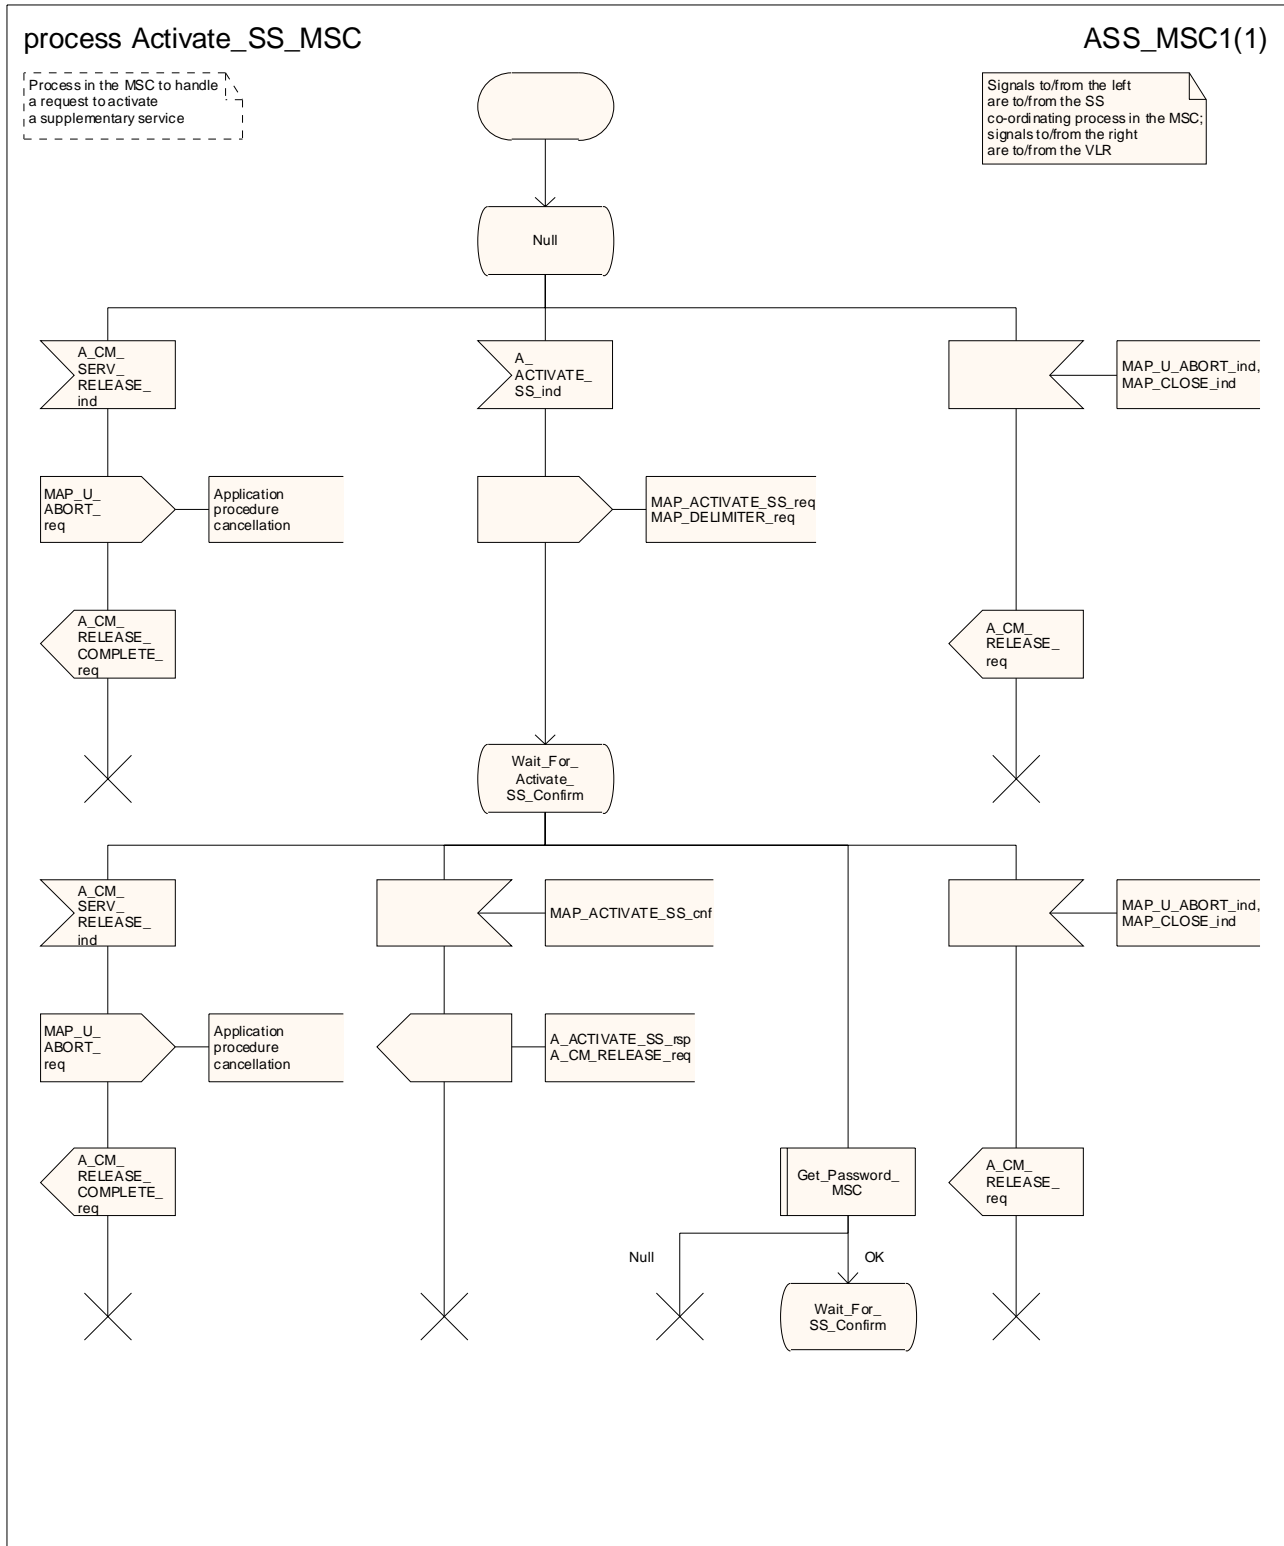 process Activate_SS_MSC
ASS_MSC1(1)
Process in the MSC to handle
a request to activate
a supplementary service
Signals to/from the left
are to/from the SS
co-ordinating process in the MSC;
signals to/from the right
are to/from the VLR
Null
A_CM_
SERV_
RELEASE_
ind
A_
ACTIVATE_
SS_ind
MAP_U_ABORT_ind,
MAP_CLOSE_ind
MAP_U_
ABORT_
req
Application
procedure
cancellation
MAP_ACTIVATE_SS_req
MAP_DELIMITER_req
A_CM_
RELEASE_
COMPLETE_
req
A_CM_
RELEASE_
req
Wait_For_
Activate_
SS_Confirm
A_CM_
SERV_
RELEASE_
ind
MAP_ACTIVATE_SS_cnf
MAP_U_ABORT_ind,
MAP_CLOSE_ind
MAP_U_
ABORT_
req
Application
procedure
cancellation
A_ACTIVATE_SS_rsp
A_CM_RELEASE_req
A_CM_
RELEASE_
COMPLETE_
req
Get_Password_
MSC
A_CM_
RELEASE_
req
Null
OK
Wait_For_
SS_Confirm